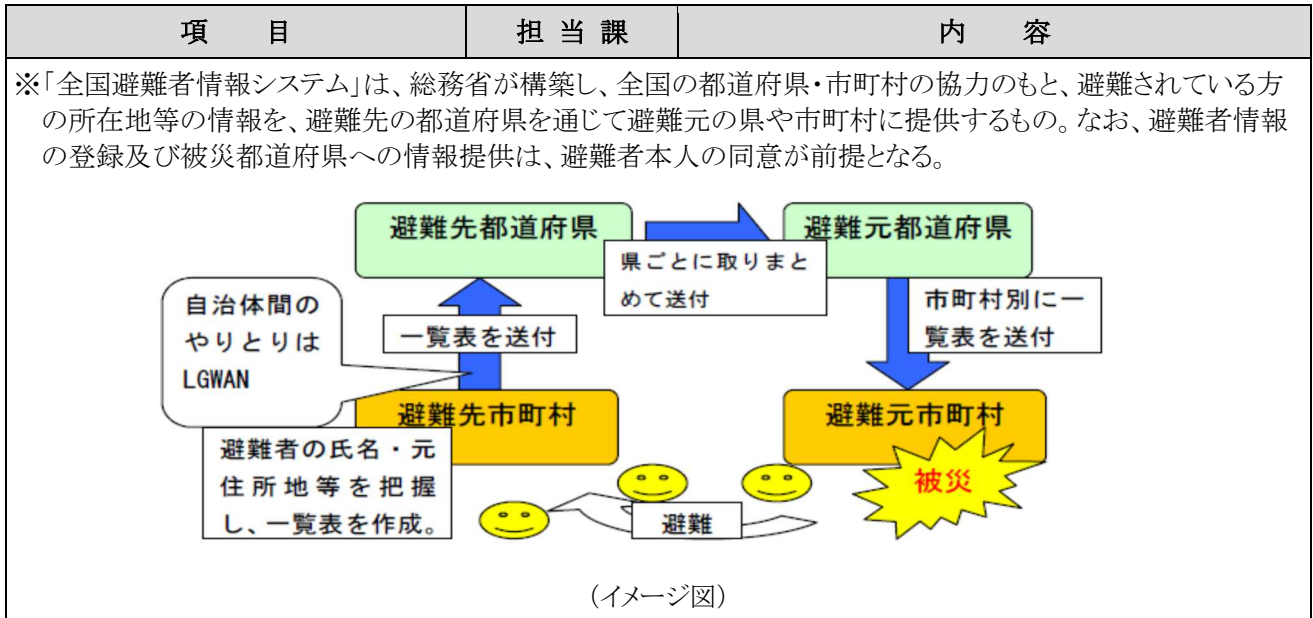 項　目　担 当 課　内　容
※「全国避難者情報システム」は、総務省が構築し、全国の都道府県・市町村の協力のもと、避難されている方
の所在地等の情報を、避難先の都道府県を通じて避難元の県や市町村に提供するもの。なお、避難者情報
の登録及び被災都道府県への情報提供は、避難者本人の同意が前提となる。
避難先都道府県
避難元都道府県
県ごとに取りまと
めて送付
自治体間の
やりとりは
LGWAN
一覧表を送付
市町村別に一
覧表を送付
避難先市町村
避難元市町村
避難者の氏名・元
住所地等を把握
し、一覧表を作成。
避難
被災
（イメージ図）